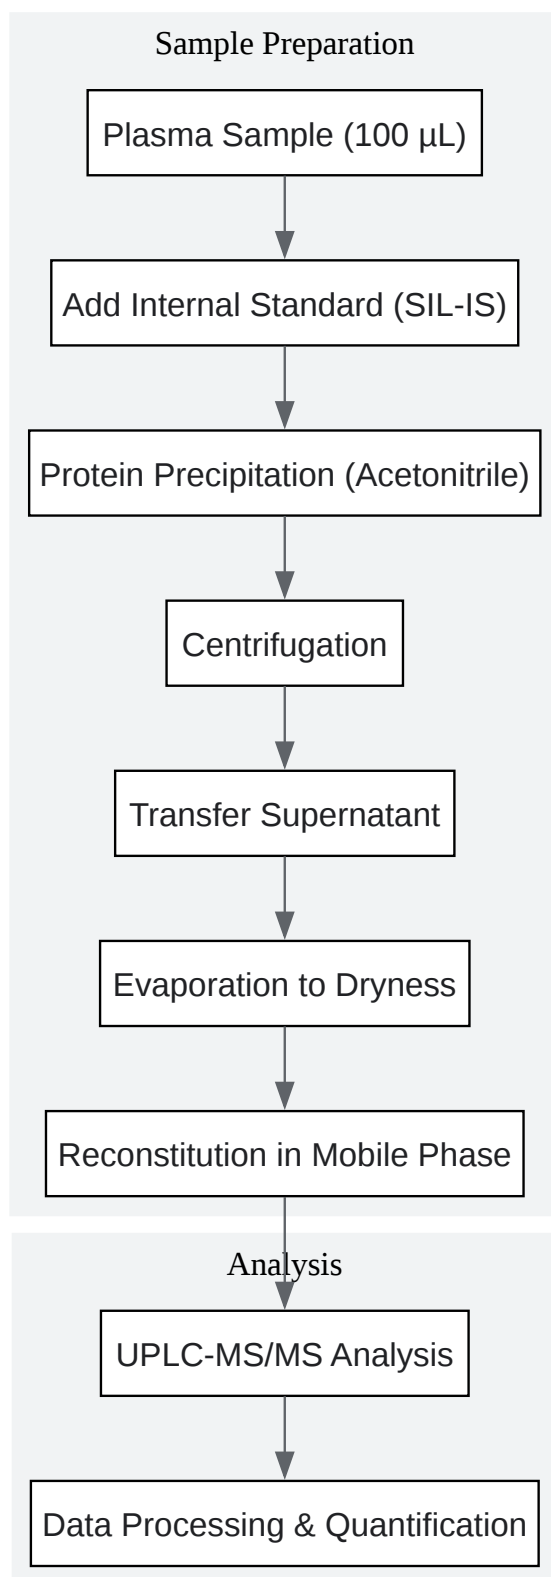 Sample Preparation
Plasma Sample (100 µL)
Add Internal Standard (SIL-IS)
Protein Precipitation (Acetonitrile)
Centrifugation
Transfer Supernatant
Evaporation to Dryness
Reconstitution in Mobile Phase
Analysis
UPLC-MS/MS Analysis
Data Processing & Quantification